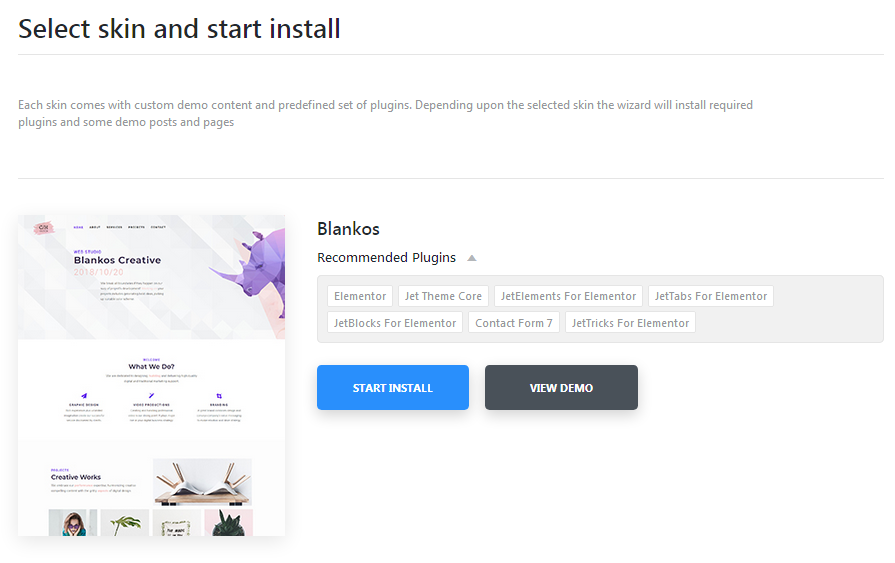 Select skin and start install
Each skin comes with custom demo content and predefined set of plugins. Depending upon the selected skin the wizard will install required
plugins and some demo posts and pages
HOME ABOUT SERVICES PROJECTS CONTACT
WEB STUDIO
Blankos Creative
2018/10/20
WELCOME
What We Do?
GRAPHIC DESIGN VIDEO PRODUCTIONS BRANDING
PROJECTS
Creative Works
Blankos
Recommended Plugins
Elementor Jet Theme Core JetElements For Elementor JetTabs For Elementor
JetBlocks For Elementor Contact Form 7 JetTricks For Elementor
START INSTALL VIEW DEMO